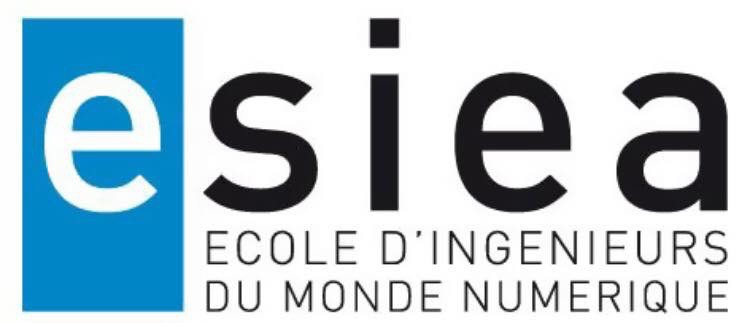 esiea
ECOLE D'INGENIEURS
DU MONDE NUMERIQUE